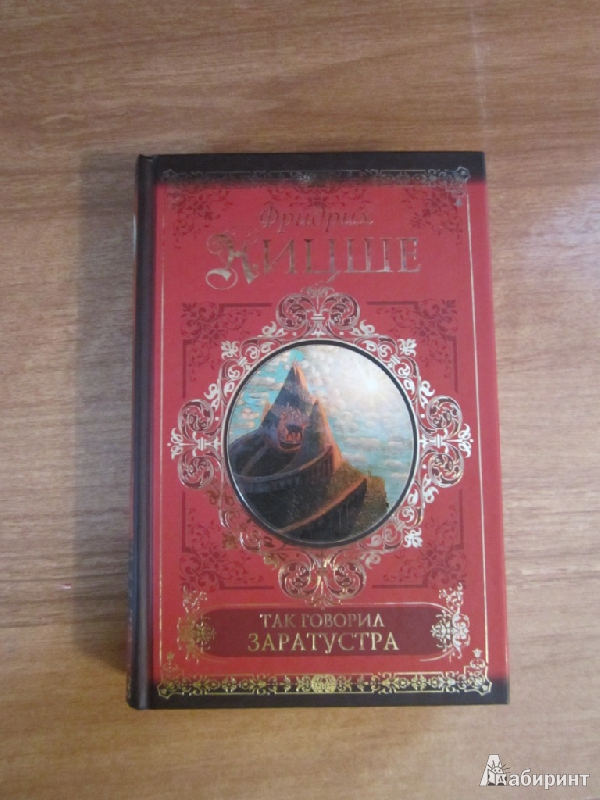 Фридрих
НИЦШЕ
ТАК ГОВОРИЛ
ЗАРАТУСТРА
Лабиринт